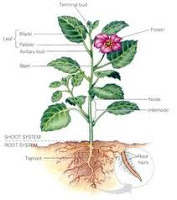 Terminal bud
Flower
Leaf
Blade
Petiole
Axillary bud
Stem
Node
Internode
SHOOT SYSTEM
ROOT SYSTEM
Taproot
Root
hairs